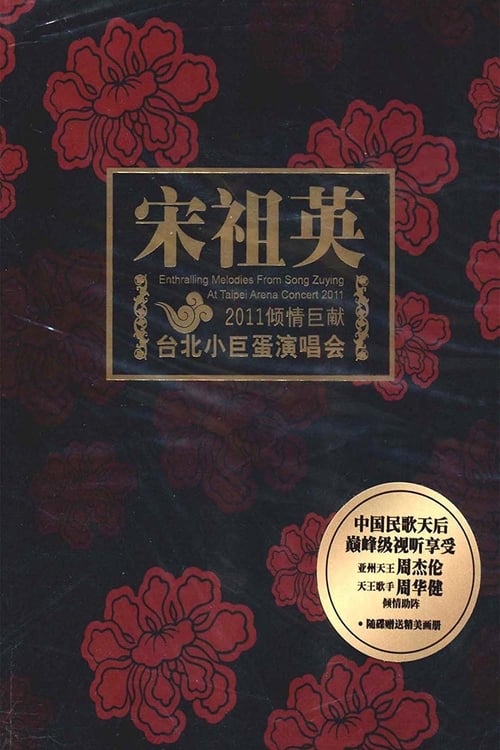 宋祖英
Enthralling Melodies From Song Zuying
At Taipei Arena Concert 2011
2011倾情巨献
台北小巨蛋演唱会
中国民歌天后
巅峰级视听享受
亚州天王 周杰伦
天王歌手 周华健
倾情助阵
• 随碟赠送精美画册